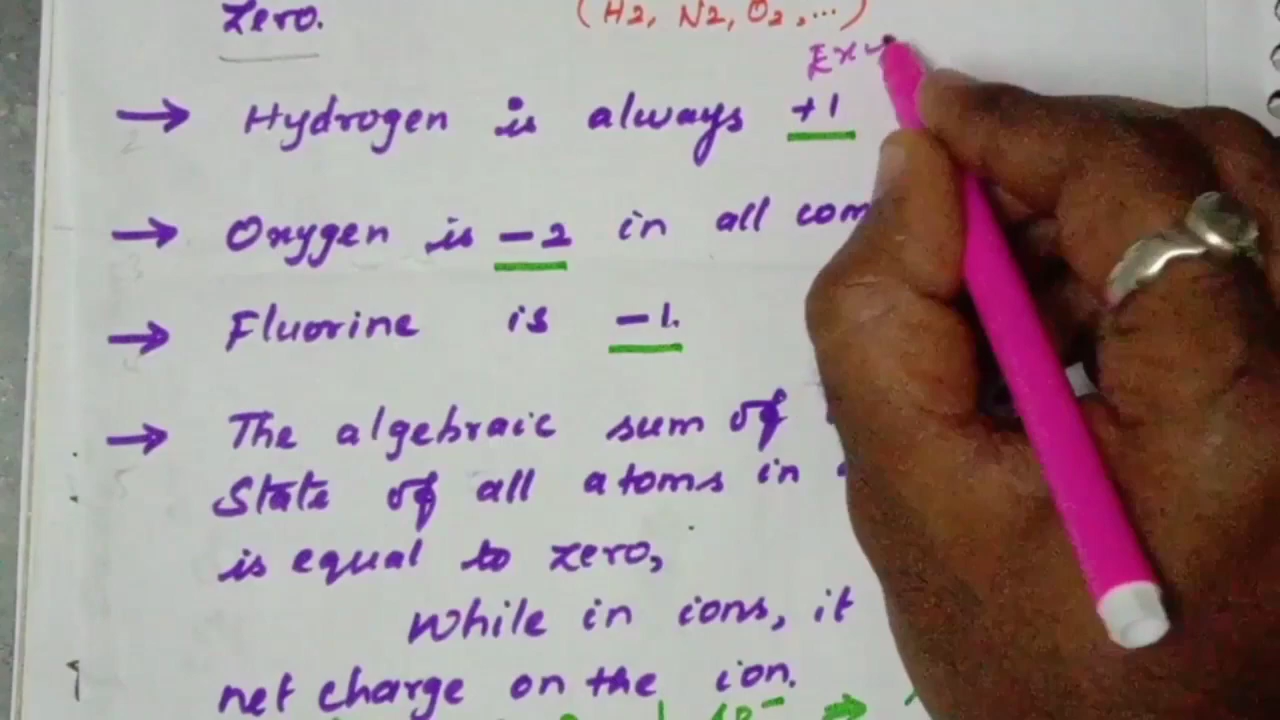 zero. (H2, N2, O2, ...)
Ex
→ Hydrogen is always +1
→ Oxygen is -2 in all com
→ Fluorine is -1.
→ The algebraic sum of
State of all atoms in
is equal to zero,
While in ions, it
net charge on the ion.